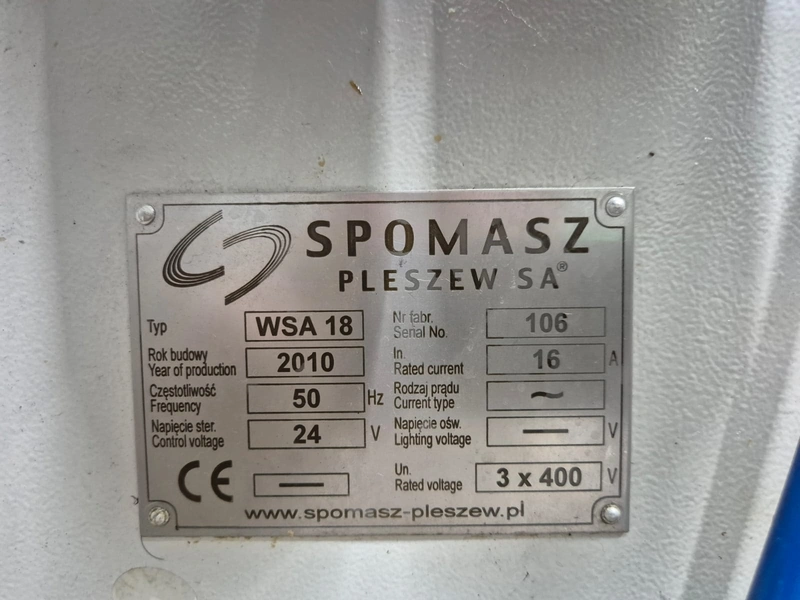 SPOMASZ
PLESZEW SA®
Typ WSA 18
Nr fabr.
Serial No. 106
Rok budowy
Year of production 2010
In.
Rated current 16 A
Częstotliwość
Frequency 50 Hz
Rodzaj prądu
Current type ~
Napięcie ster.
Control voltage 24 V
Napięcie ośw.
Lighting voltage — V
CE —
Un.
Rated voltage 3 x 400 V
www.spomasz-pleszew.pl